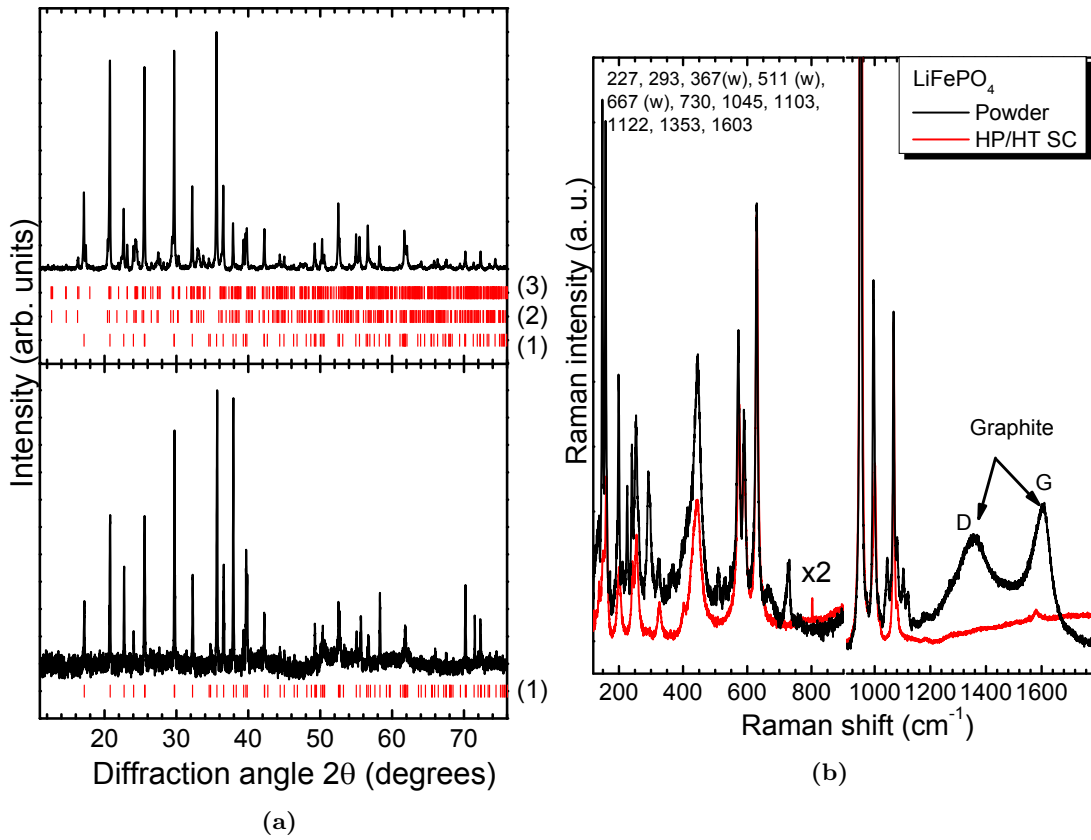 Intensity (arb. units)
(3)
(2)
(1)
(1)
20 30 40 50 60 70
Diffraction angle 2θ (degrees)
(a)
227, 293, 367(w), 511 (w),
667 (w), 730, 1045, 1103,
1122, 1353, 1603
LiFePO₄
Powder
HP/HT SC
Graphite
D
G
x2
Raman intensity (a. u.)
200 400 600 800 1000 1400 1600
Raman shift (cm⁻¹)
(b)